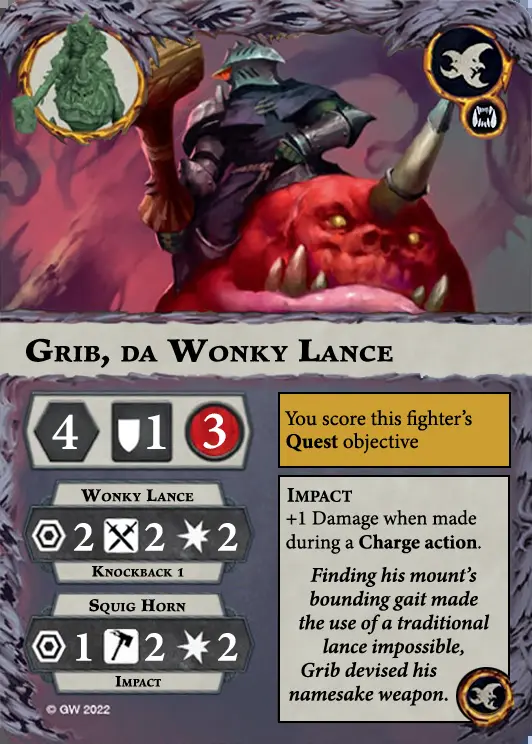 Grib, da Wonky Lance
4 1 3
You score this fighter's
Quest objective
Wonky Lance
2 2 2
Knockback 1
Squig Horn
1 2 2
Impact
Impact
+1 Damage when made
during a Charge action.
Finding his mount's
bounding gait made
the use of a traditional
lance impossible,
Grib devised his
namesake weapon.
© GW 2022